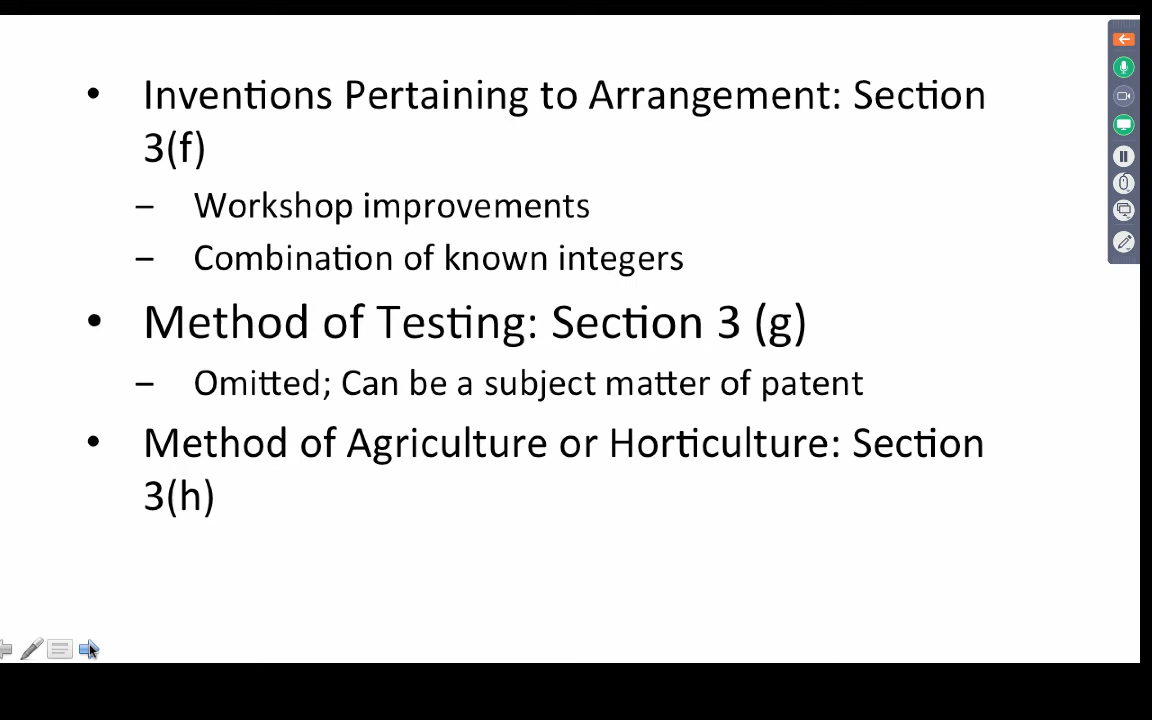 • Inventions Pertaining to Arrangement: Section
3(f)
– Workshop improvements
– Combination of known integers
• Method of Testing: Section 3 (g)
– Omitted; Can be a subject matter of patent
• Method of Agriculture or Horticulture: Section
3(h)